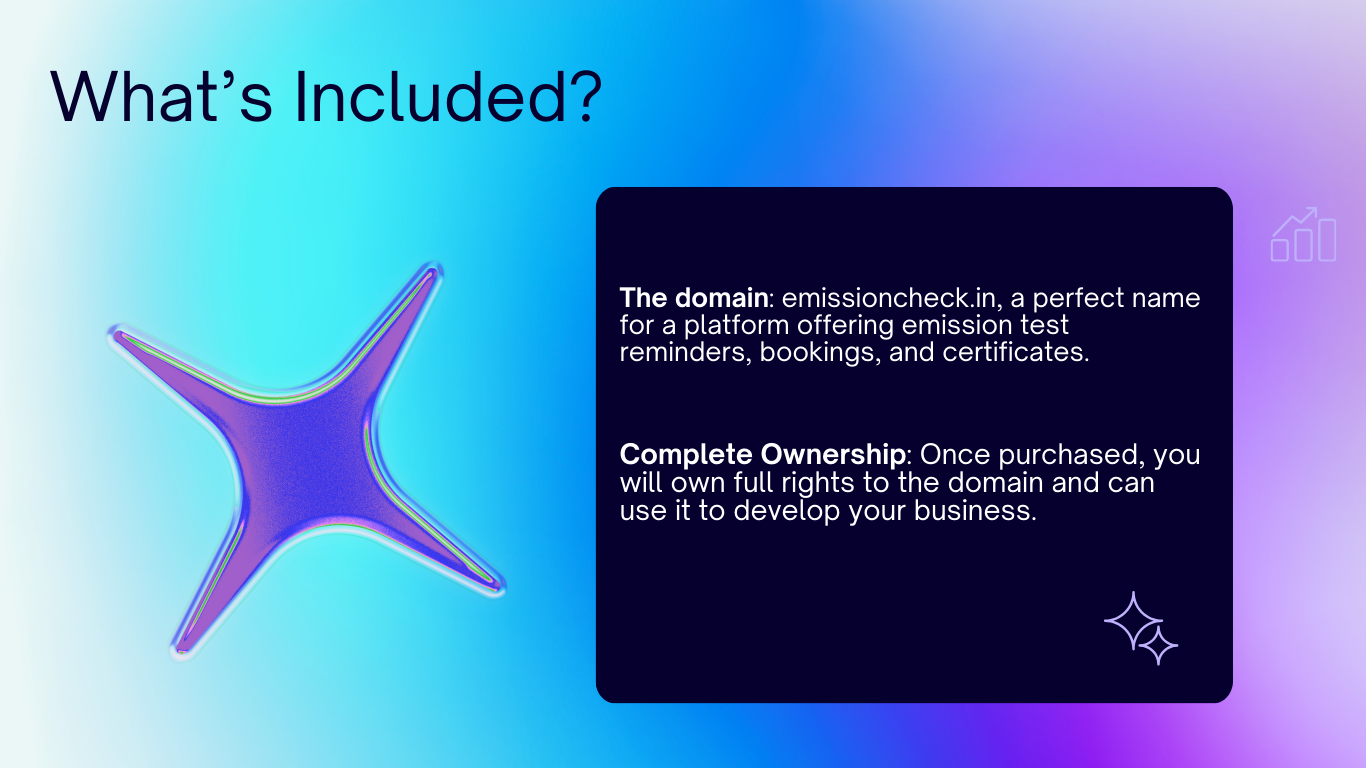 What’s Included?
The domain: emissioncheck.in, a perfect name
for a platform offering emission test
reminders, bookings, and certificates.
Complete Ownership: Once purchased, you
will own full rights to the domain and can
use it to develop your business.